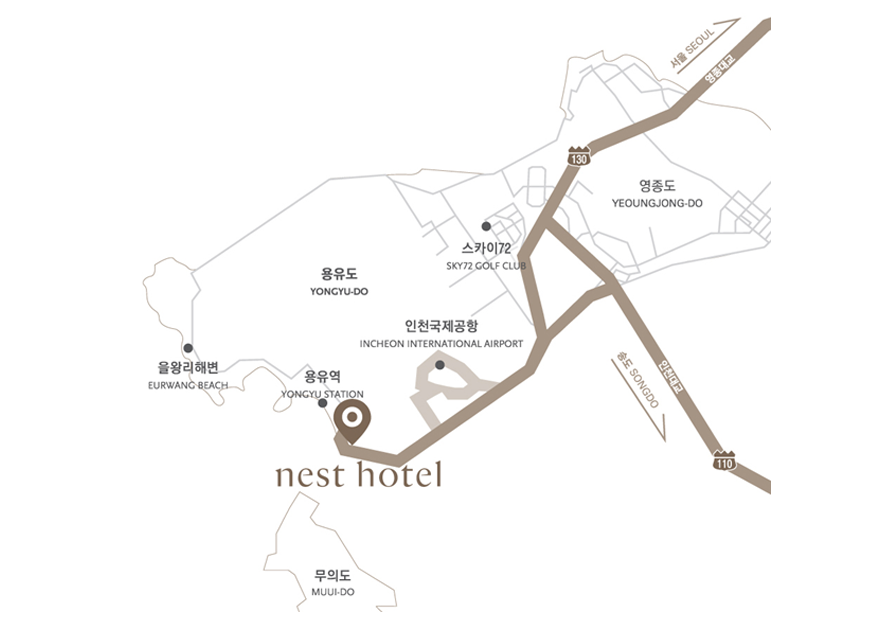 서울 SEOUL
영종대교
130
영종도
YEOUNGJONG-DO
스카이72
SKY72 GOLF CLUB
용유도
YONGYU-DO
인천국제공항
INCHEON INTERNATIONAL AIRPORT
을왕리해변
EURWANG BEACH
용유역
YONGYU STATION
송도 SONGDO
인천대교
110
nest hotel
무의도
MUUI-DO